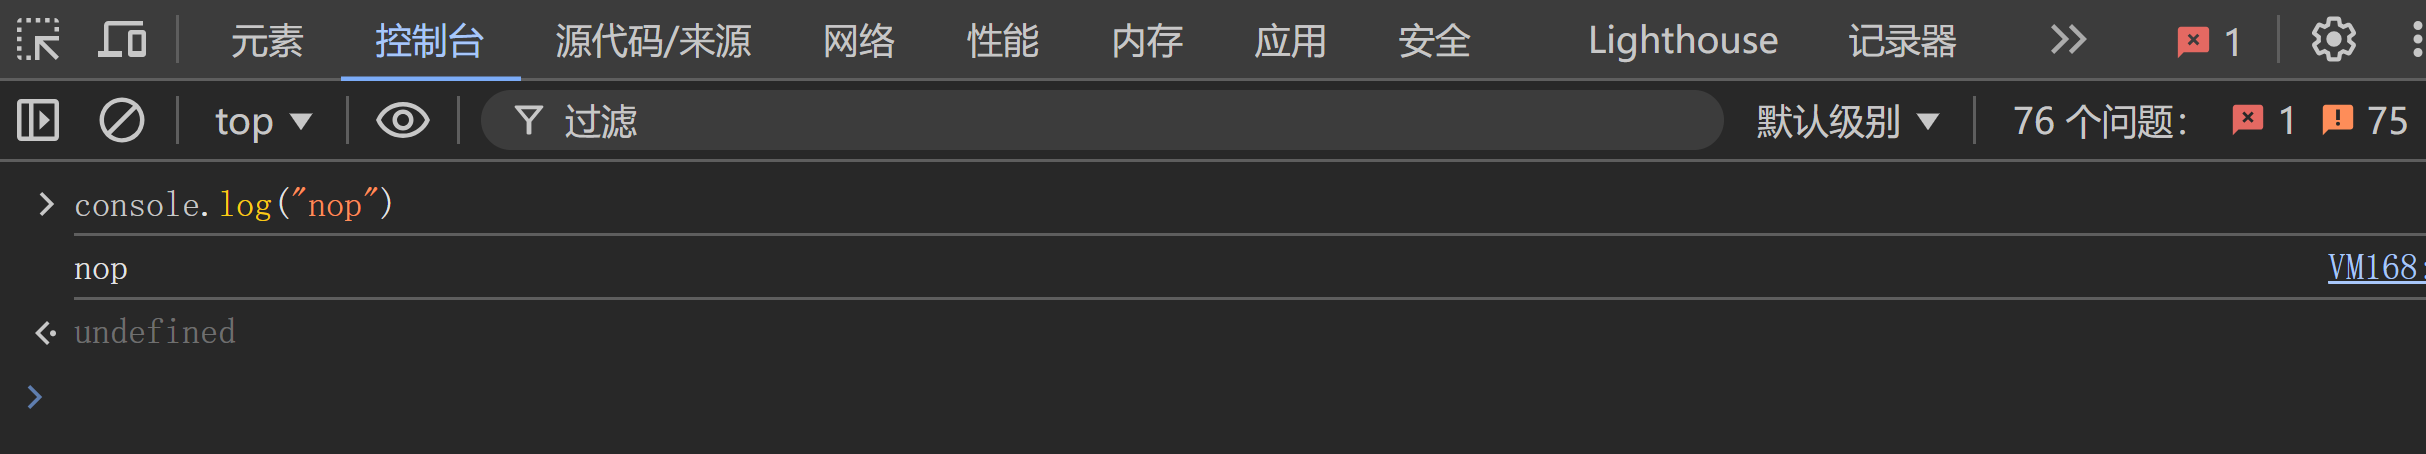 元素 控制台 源代码/来源 网络 性能 内存 应用 安全 Lighthouse 记录器 1
top 过滤 默认级别 76 个问题: 1 75
console.log("nop")
nop VM168:
undefined